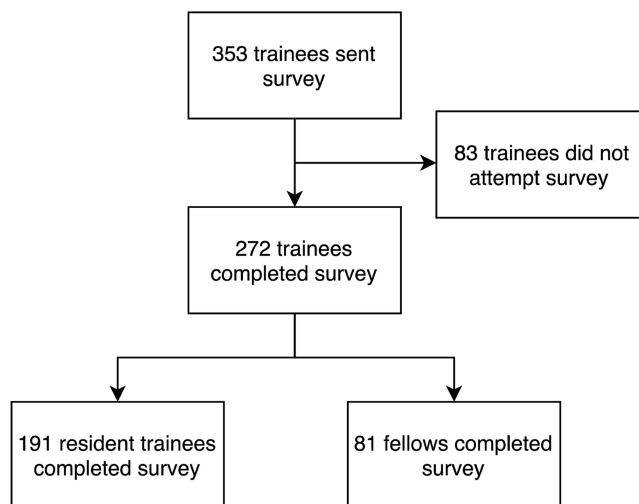 353 trainees sent
survey
83 trainees did not
attempt survey
272 trainees
completed survey
191 resident trainees
completed survey
81 fellows completed
survey